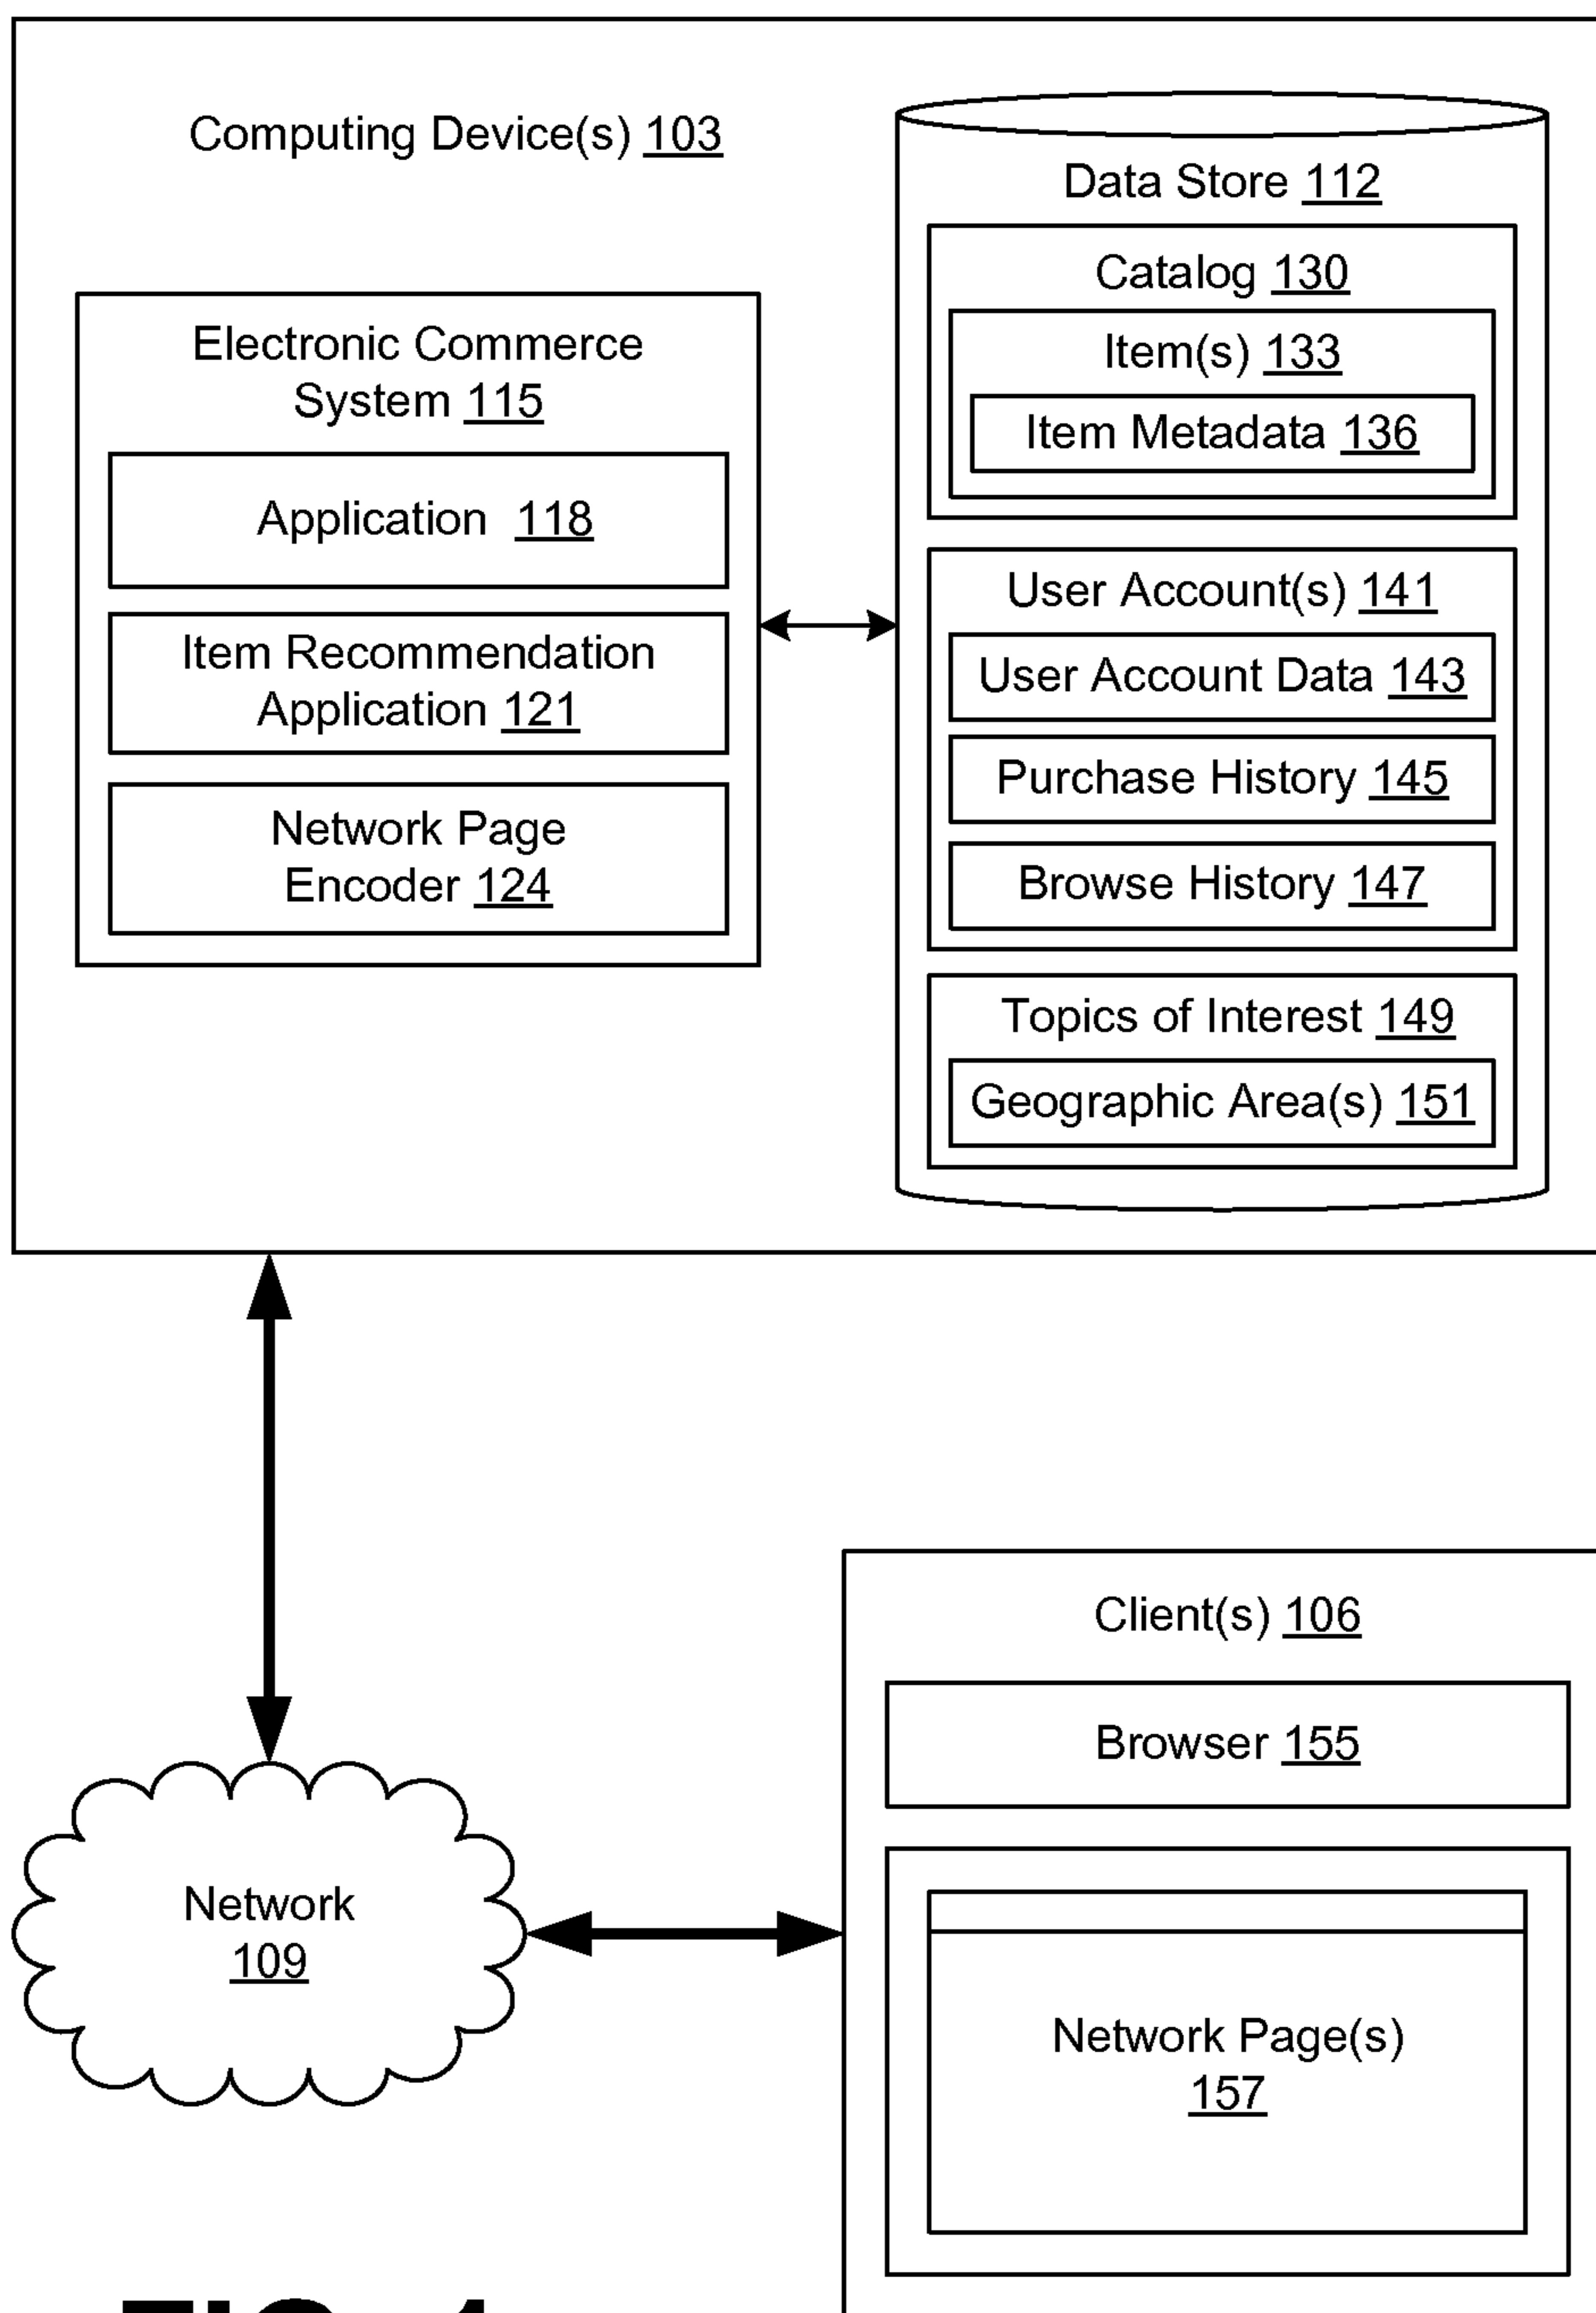 Computing Device(s) 103
Electronic Commerce
System 115
Application 118
Item Recommendation
Application 121
Network Page
Encoder 124
Data Store 112
Catalog 130
Item(s) 133
Item Metadata 136
User Account(s) 141
User Account Data 143
Purchase History 145
Browse History 147
Topics of Interest 149
Geographic Area(s) 151
Network
109
Client(s) 106
Browser 155
Network Page(s)
157